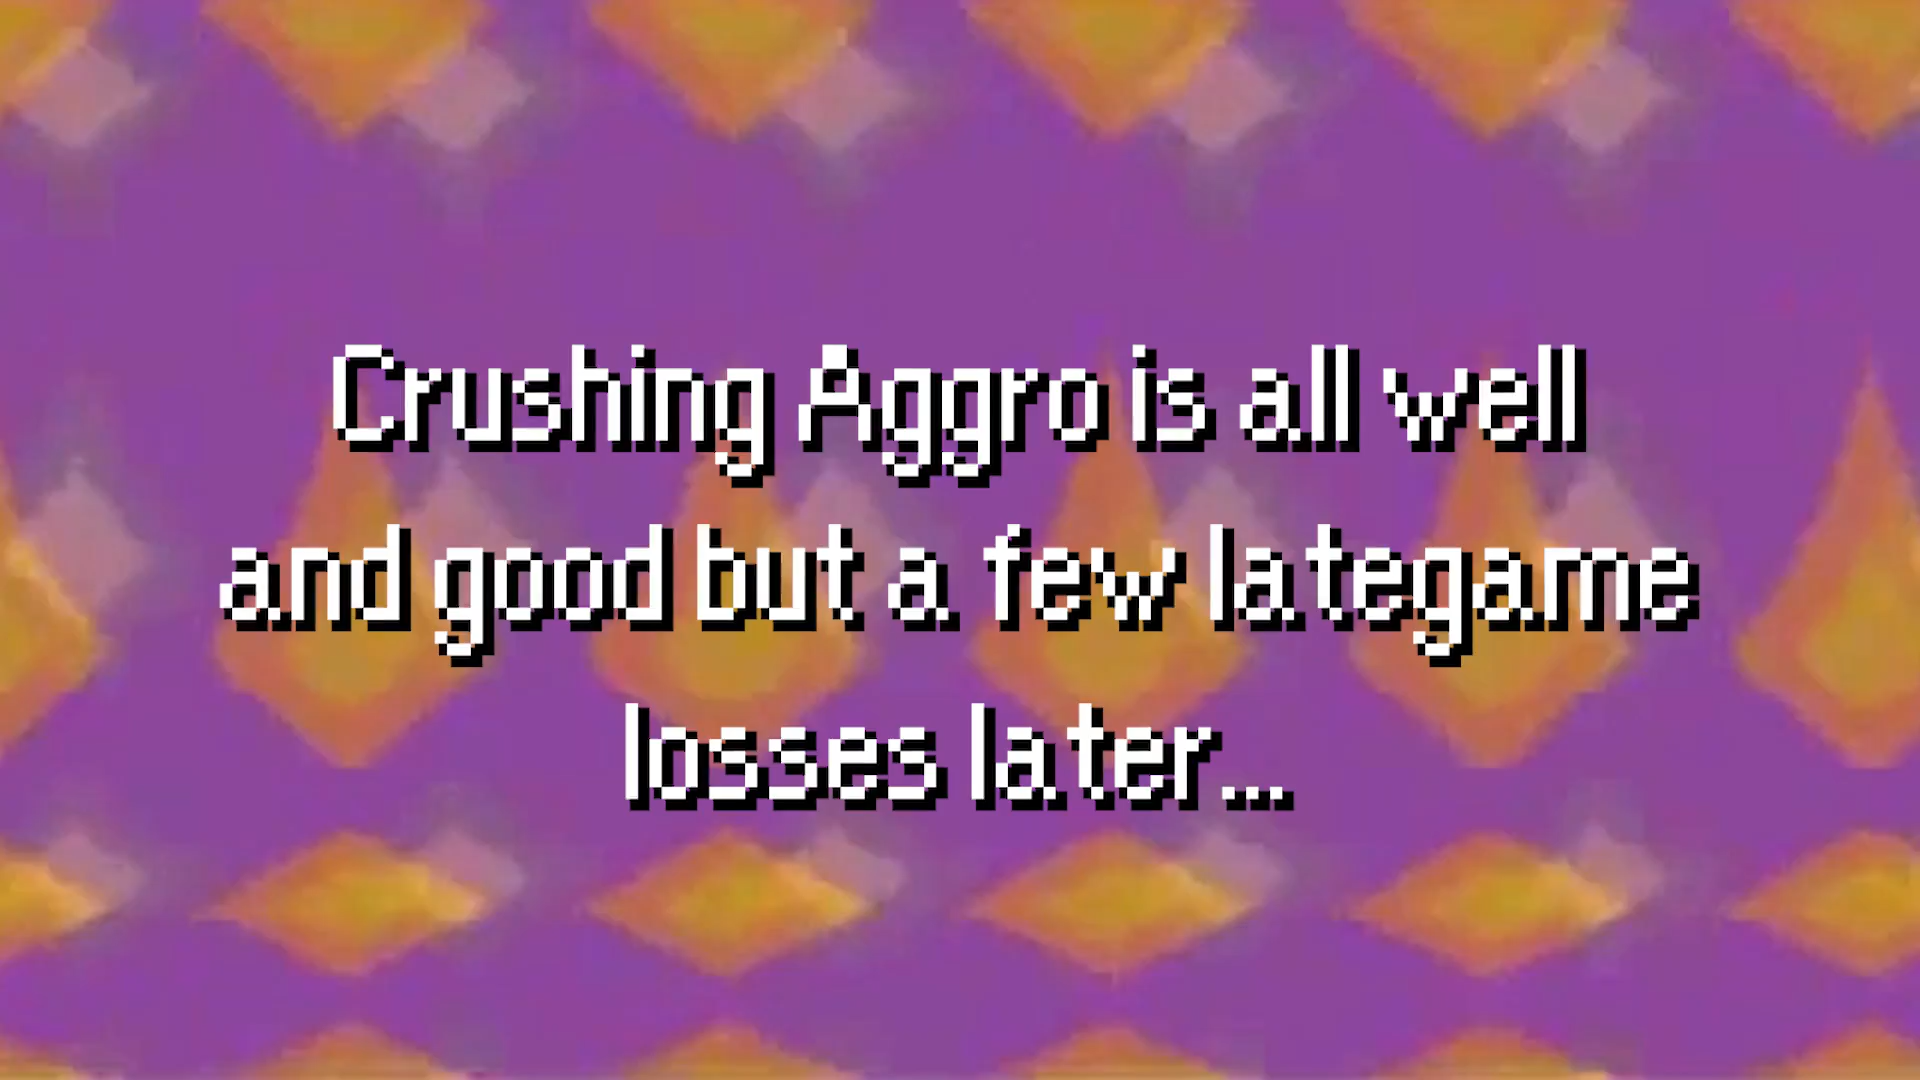 Crushing Aggro is all well
and good but a few lategame
losses later...